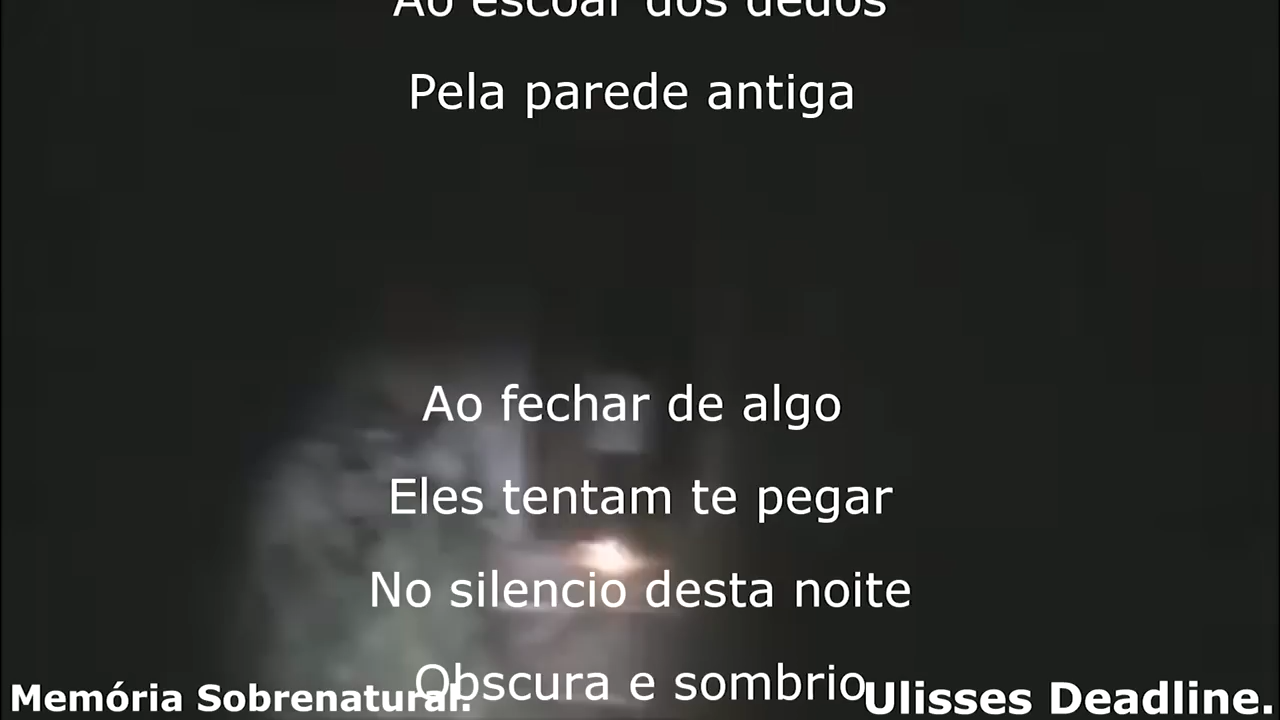 Ao escoar dos dedos
Pela parede antiga
Ao fechar de algo
Eles tentam te pegar
No silencio desta noite
Obscura e sombrio
Memória Sobrenatural.
Ulisses Deadline.